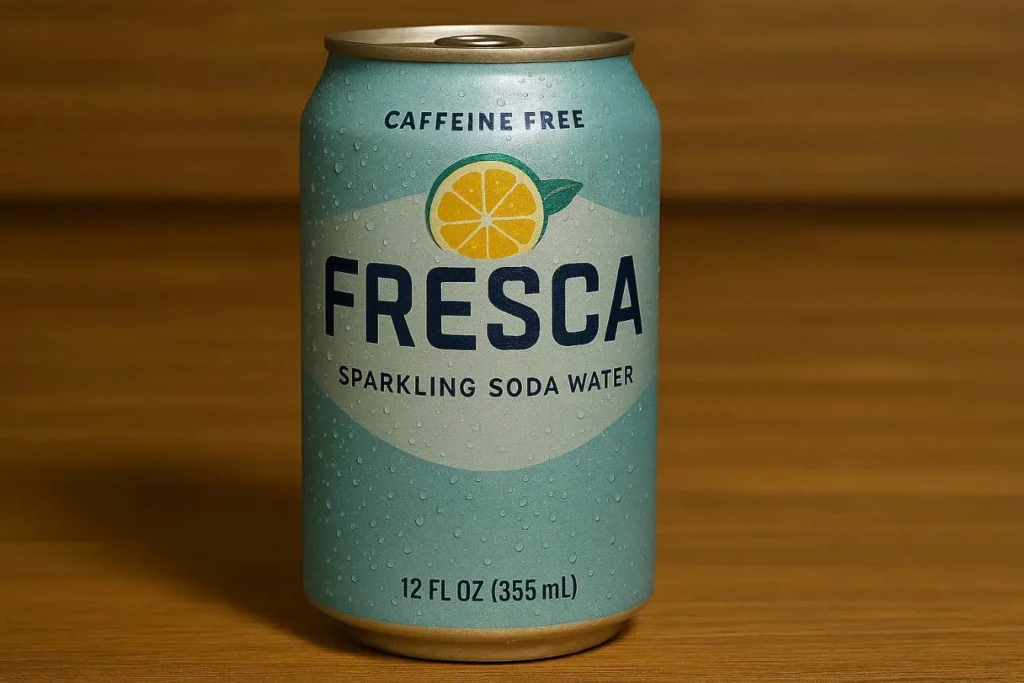 CAFFEINE FREE
FRESCA
SPARKLING SODA WATER
12 FL OZ (355 mL)